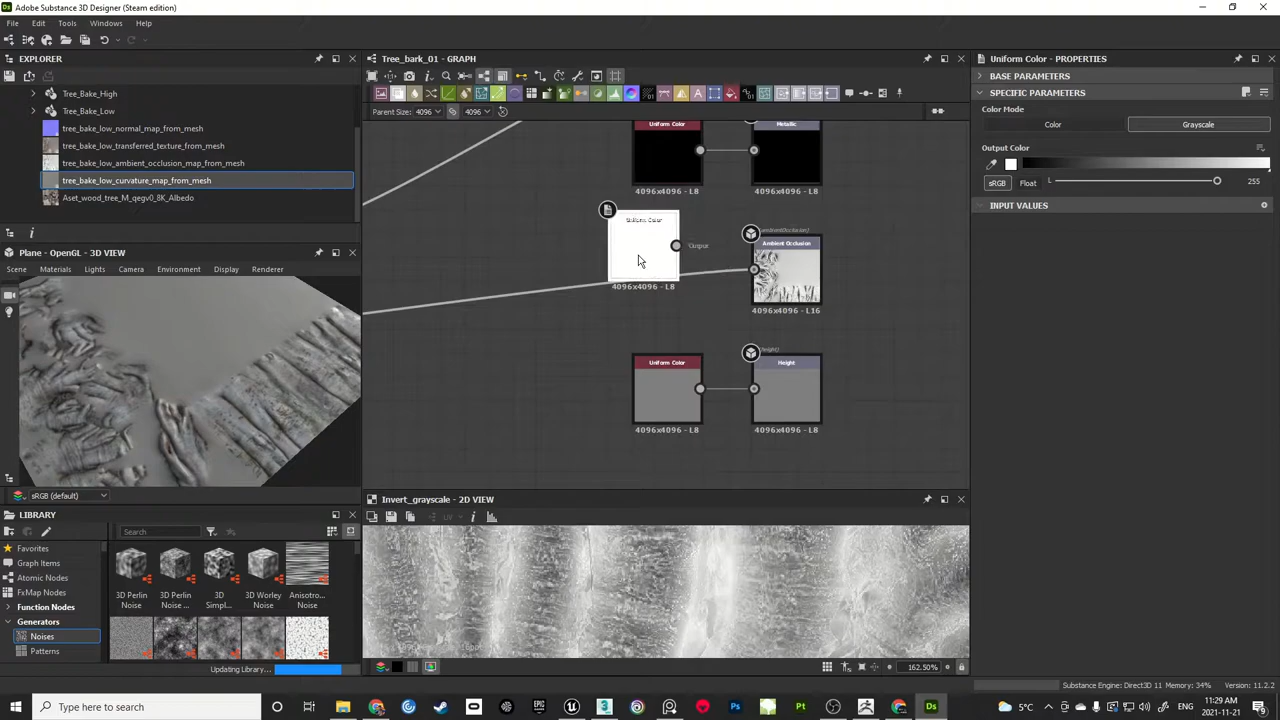 Adobe Substance 3D Designer (Steam edition)
File Edit Tools Windows Help
EXPLORER
Tree_Bake_High
Tree_Bake_Low
tree_bake_low_normal_map_from_mesh
tree_bake_low_transferred_texture_from_mesh
tree_bake_low_ambient_occlusion_map_from_mesh
tree_bake_low_curvature_map_from_mesh
Aset_wood_tree_M_qegv0_8K_Albedo
Plane - OpenGL - 3D VIEW
Scene Materials Lights Camera Environment Display Renderer
sRGB (default)
LIBRARY
Search
Favorites
Graph Items
Atomic Nodes
FxMap Nodes
Function Nodes
Generators
Noises
Patterns
3D Perlin Noise
3D Perlin Noise ...
3D Simpl...
3D Worley Noise
Anisotro... Noise
Updating Library...
Tree_bark_01 - GRAPH
Parent Size: 4096 4096
Uniform Color
Metallic
4096x4096 - L8
4096x4096 - L8
Uniform Color
Output
4096x4096 - L8
Ambient Occlusion
4096x4096 - L16
(height)
Uniform Color
Height
4096x4096 - L8
4096x4096 - L8
Invert_grayscale - 2D VIEW
UV
162.50%
Uniform Color - PROPERTIES
BASE PARAMETERS
SPECIFIC PARAMETERS
Color Mode
Color Grayscale
Output Color
sRGB Float L 255
INPUT VALUES
Substance Engine: Direct3D 11 Memory: 34% Version: 11.2.2
Type here to search
5°C
11:29 AM
2021-11-21